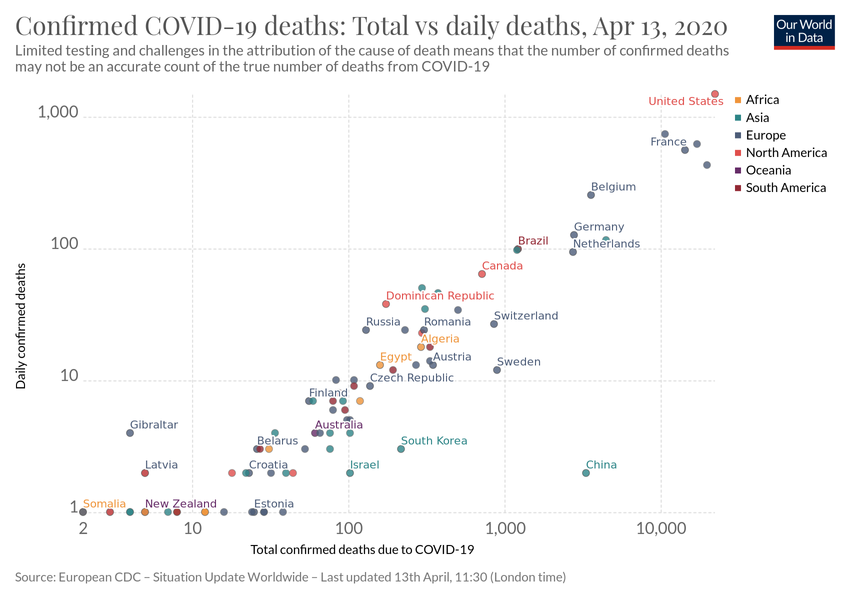 Confirmed COVID-19 deaths: Total vs daily deaths, Apr 13, 2020
Limited testing and challenges in the attribution of the cause of death means that the number of confirmed deaths
may not be an accurate count of the true number of deaths from COVID-19
Our World
in Data
1,000
100
10
1
Daily confirmed deaths
United States
France
Belgium
Germany
Netherlands
Brazil
Canada
Dominican Republic
Switzerland
Russia
Romania
Algeria
Egypt
Austria
Sweden
Czech Republic
Finland
Gibraltar
Australia
Belarus
South Korea
Latvia
Croatia
Israel
China
Somalia
New Zealand
Estonia
2
10
100
1,000
10,000
Total confirmed deaths due to COVID-19
Africa
Asia
Europe
North America
Oceania
South America
Source: European CDC – Situation Update Worldwide – Last updated 13th April, 11:30 (London time)